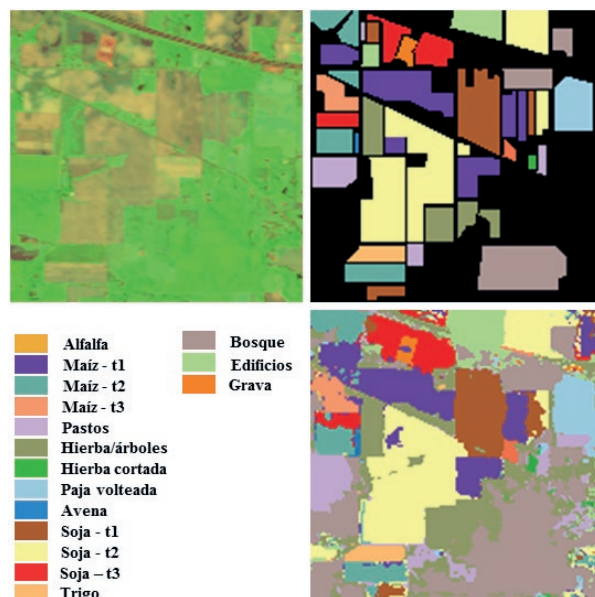 Alfalfa
Maíz - t1
Maíz - t2
Maíz - t3
Pastos
Hierba/árboles
Hierba cortada
Paja volteada
Avena
Soja - t1
Soja - t2
Soja – t3
Trigo
Bosque
Edificios
Grava